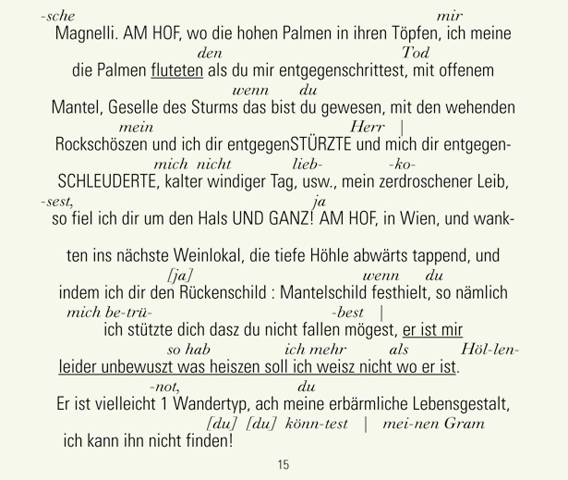 -sche mir
Magnelli. AM HOF, wo die hohen Palmen in ihren Töpfen, ich meine
den Tod
die Palmen fluteten als du mir entgegenschrittest, mit offenem
wenn du
Mantel, Geselle des Sturms das bist du gewesen, mit den wehenden
mein Herr |
Rockschöszen und ich dir entgegenSTÜRZTE und mich dir entgegen-
mich nicht lieb- -ko-
SCHLEUDERTE, kalter windiger Tag, usw., mein zerdroschener Leib,
-sest, ja
so fiel ich dir um den Hals UND GANZ! AM HOF, in Wien, und wank-
ten ins nächste Weinlokal, die tiefe Höhle abwärts tappend, und
[ja] wenn du
indem ich dir den Rückenschild : Mantelschild festhielt, so nämlich
mich be-trü- -best |
ich stützte dich dasz du nicht fallen mögest, er ist mir
so hab ich mehr als Höl-len-
leider unbewuszt was heiszen soll ich weisz nicht wo er ist.
-not, du
Er ist vielleicht 1 Wandertyp, ach meine erbärmliche Lebensgestalt,
[du] [du] könn-test | mei-nen Gram
ich kann ihn nicht finden!
15